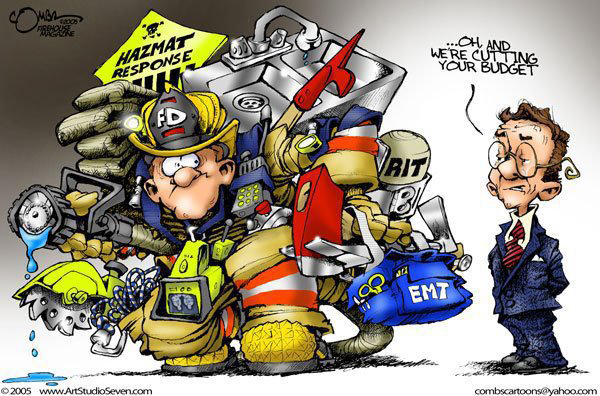 COMBS
©2005
FIREHOUSE
MAGAZINE
HAZMAT
RESPONSE
...OH, AND
WE'RE CUTTING
YOUR BUDGET
FD
RIT
EMT
© 2005 www.ArtStudioSeven.com
combscartoons@yahoo.com